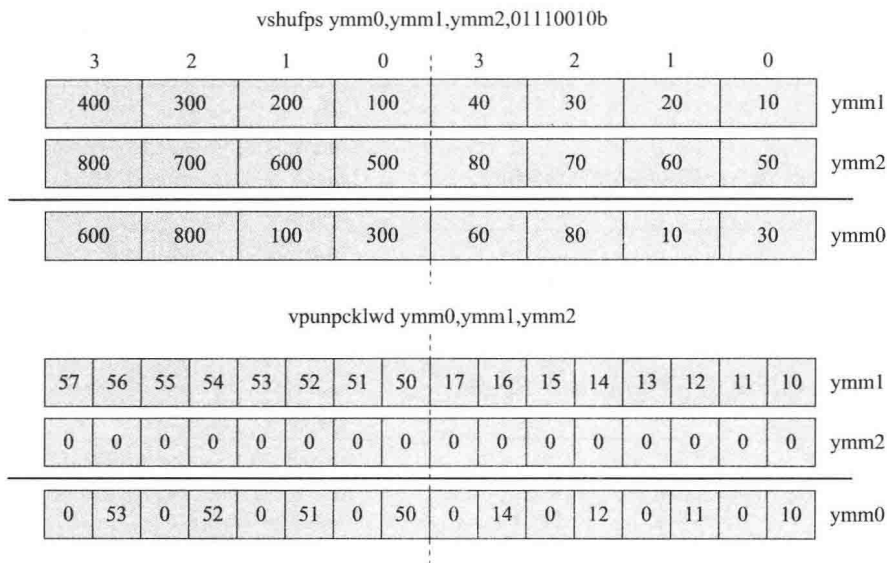 vshufps ymm0,ymm1,ymm2,01110010b
3 2 1 0 3 2 1 0
400 300 200 100 40 30 20 10 ymm1
800 700 600 500 80 70 60 50 ymm2
600 800 100 300 60 80 10 30 ymm0
vpunpcklwd ymm0,ymm1,ymm2
57 56 55 54 53 52 51 50 17 16 15 14 13 12 11 10 ymm1
0 0 0 0 0 0 0 0 0 0 0 0 0 0 0 0 ymm2
0 53 0 52 0 51 0 50 0 14 0 12 0 11 0 10 ymm0